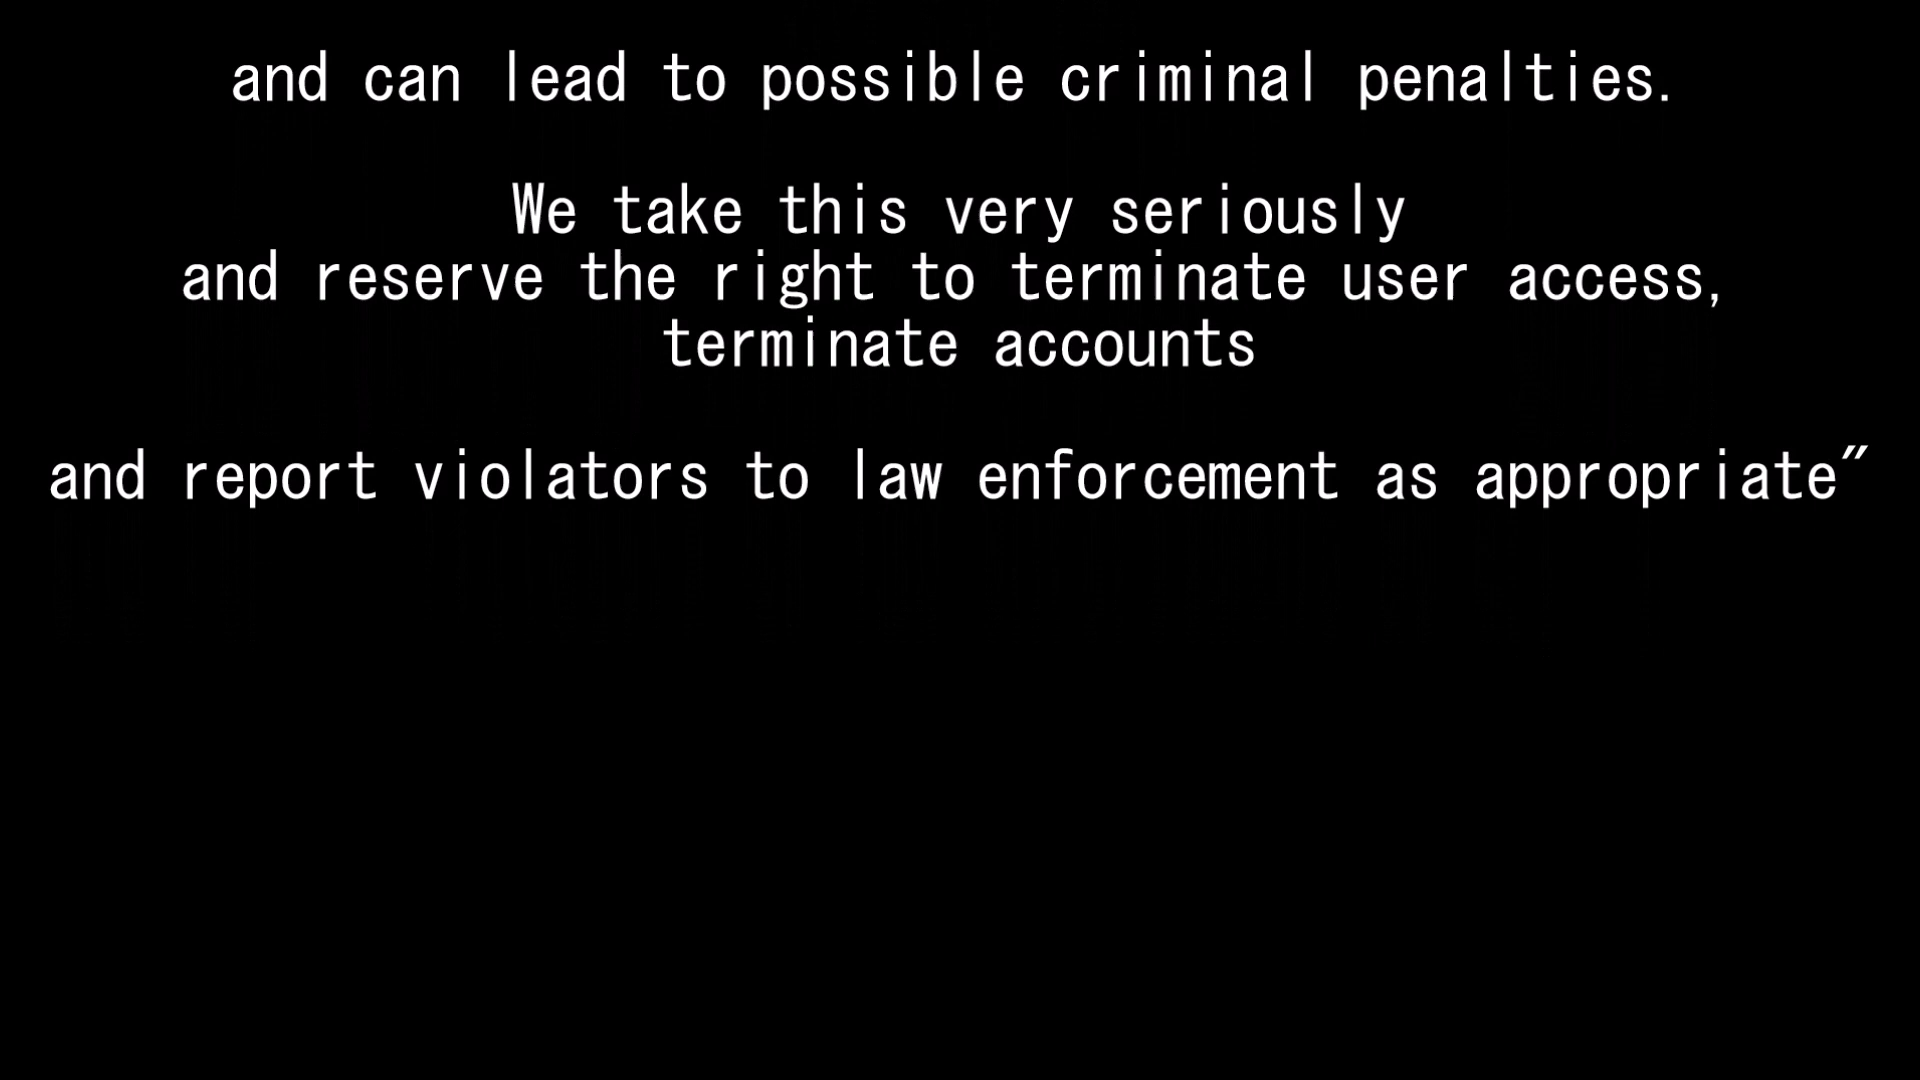 and can lead to possible criminal penalties.
We take this very seriously
and reserve the right to terminate user access,
terminate accounts
and report violators to law enforcement as appropriate"